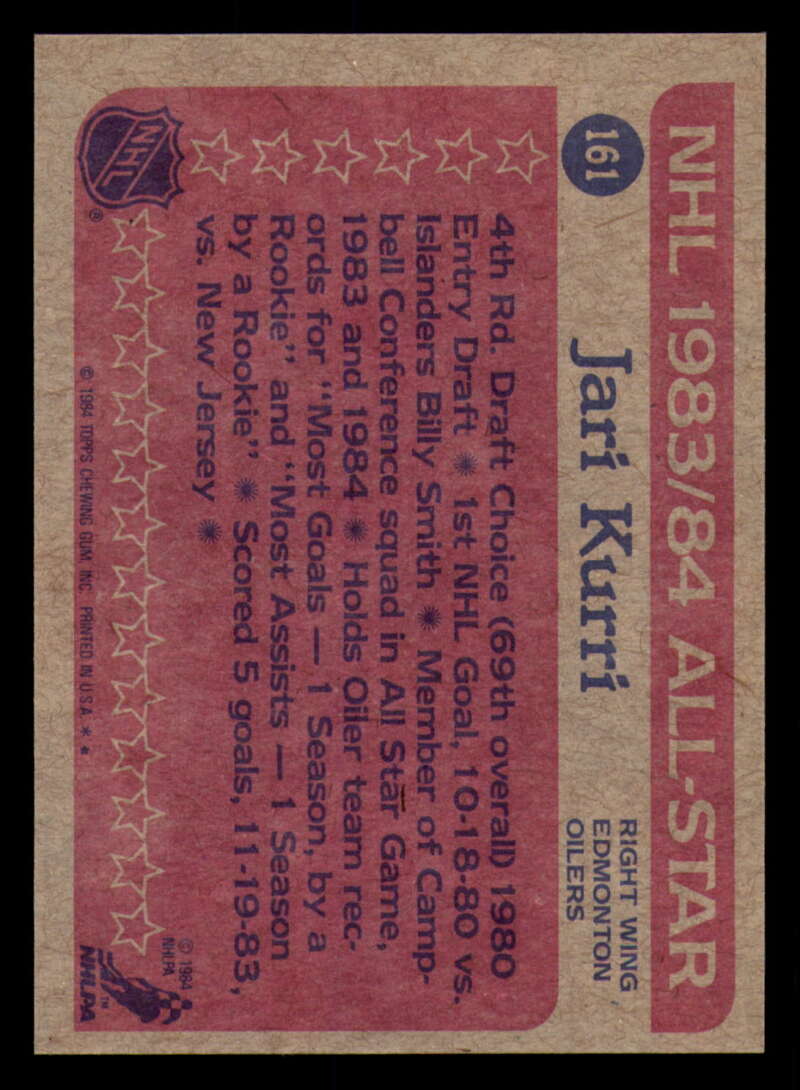 NHL 1983/84 ALL-STAR
161
Jari Kurri
RIGHT WING
EDMONTON
OILERS
4th Rd. Draft Choice (69th overall) 1980
Entry Draft ✺ 1st NHL Goal, 10-18-80 vs.
Islanders Billy Smith ✺ Member of Camp-
bell Conference squad in All Star Game,
1983 and 1984 ✺ Holds Oiler team rec-
ords for "Most Goals — 1 Season, by a
Rookie" and "Most Assists — 1 Season
by a Rookie" ✺ Scored 5 goals, 11-19-83,
vs. New Jersey ✺
NHL
®
© 1984 TOPPS CHEWING GUM, INC. PRINTED IN U.S.A. * *
© 1984
NHLPA
NHLPA
TM